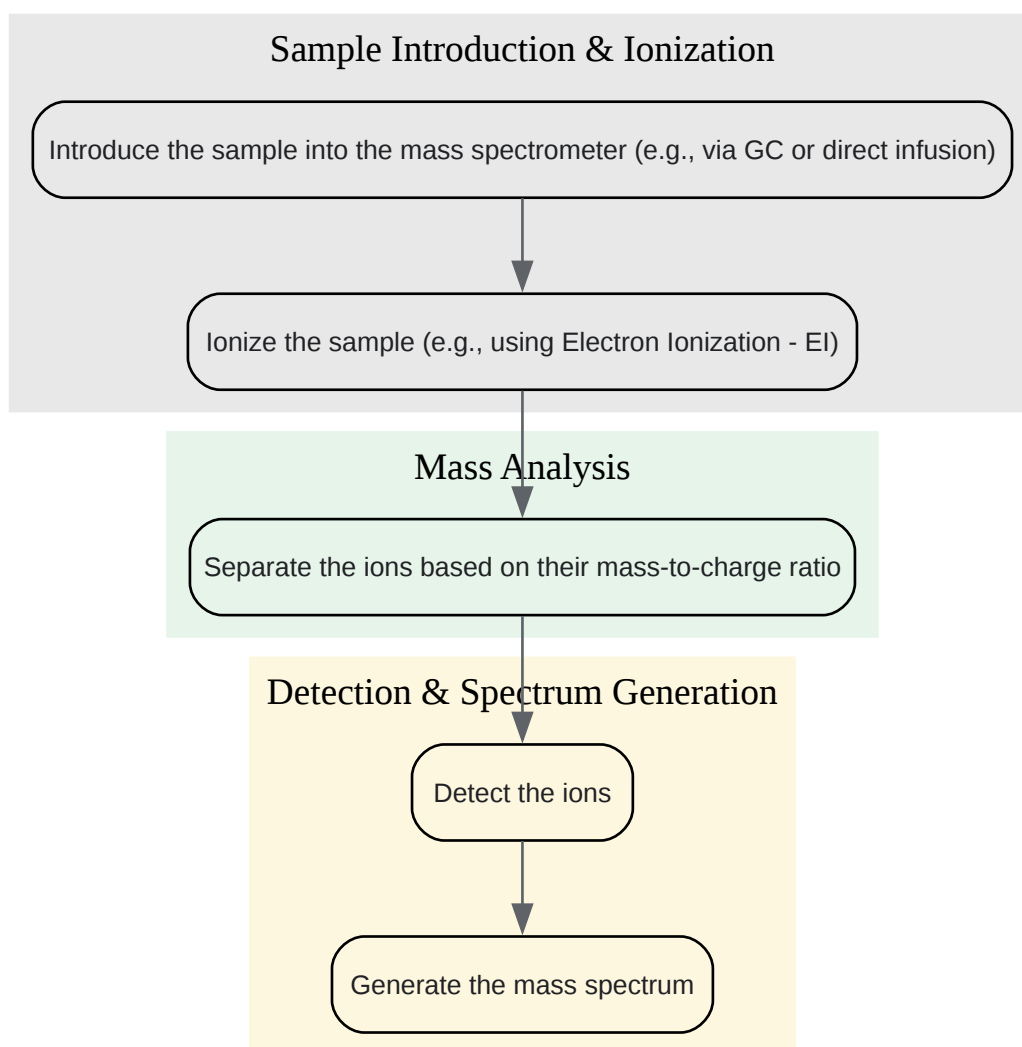 Sample Introduction & Ionization
Introduce the sample into the mass spectrometer (e.g., via GC or direct infusion)
Ionize the sample (e.g., using Electron Ionization - EI)
Mass Analysis
Separate the ions based on their mass-to-charge ratio
Detection & Spectrum Generation
Detect the ions
Generate the mass spectrum